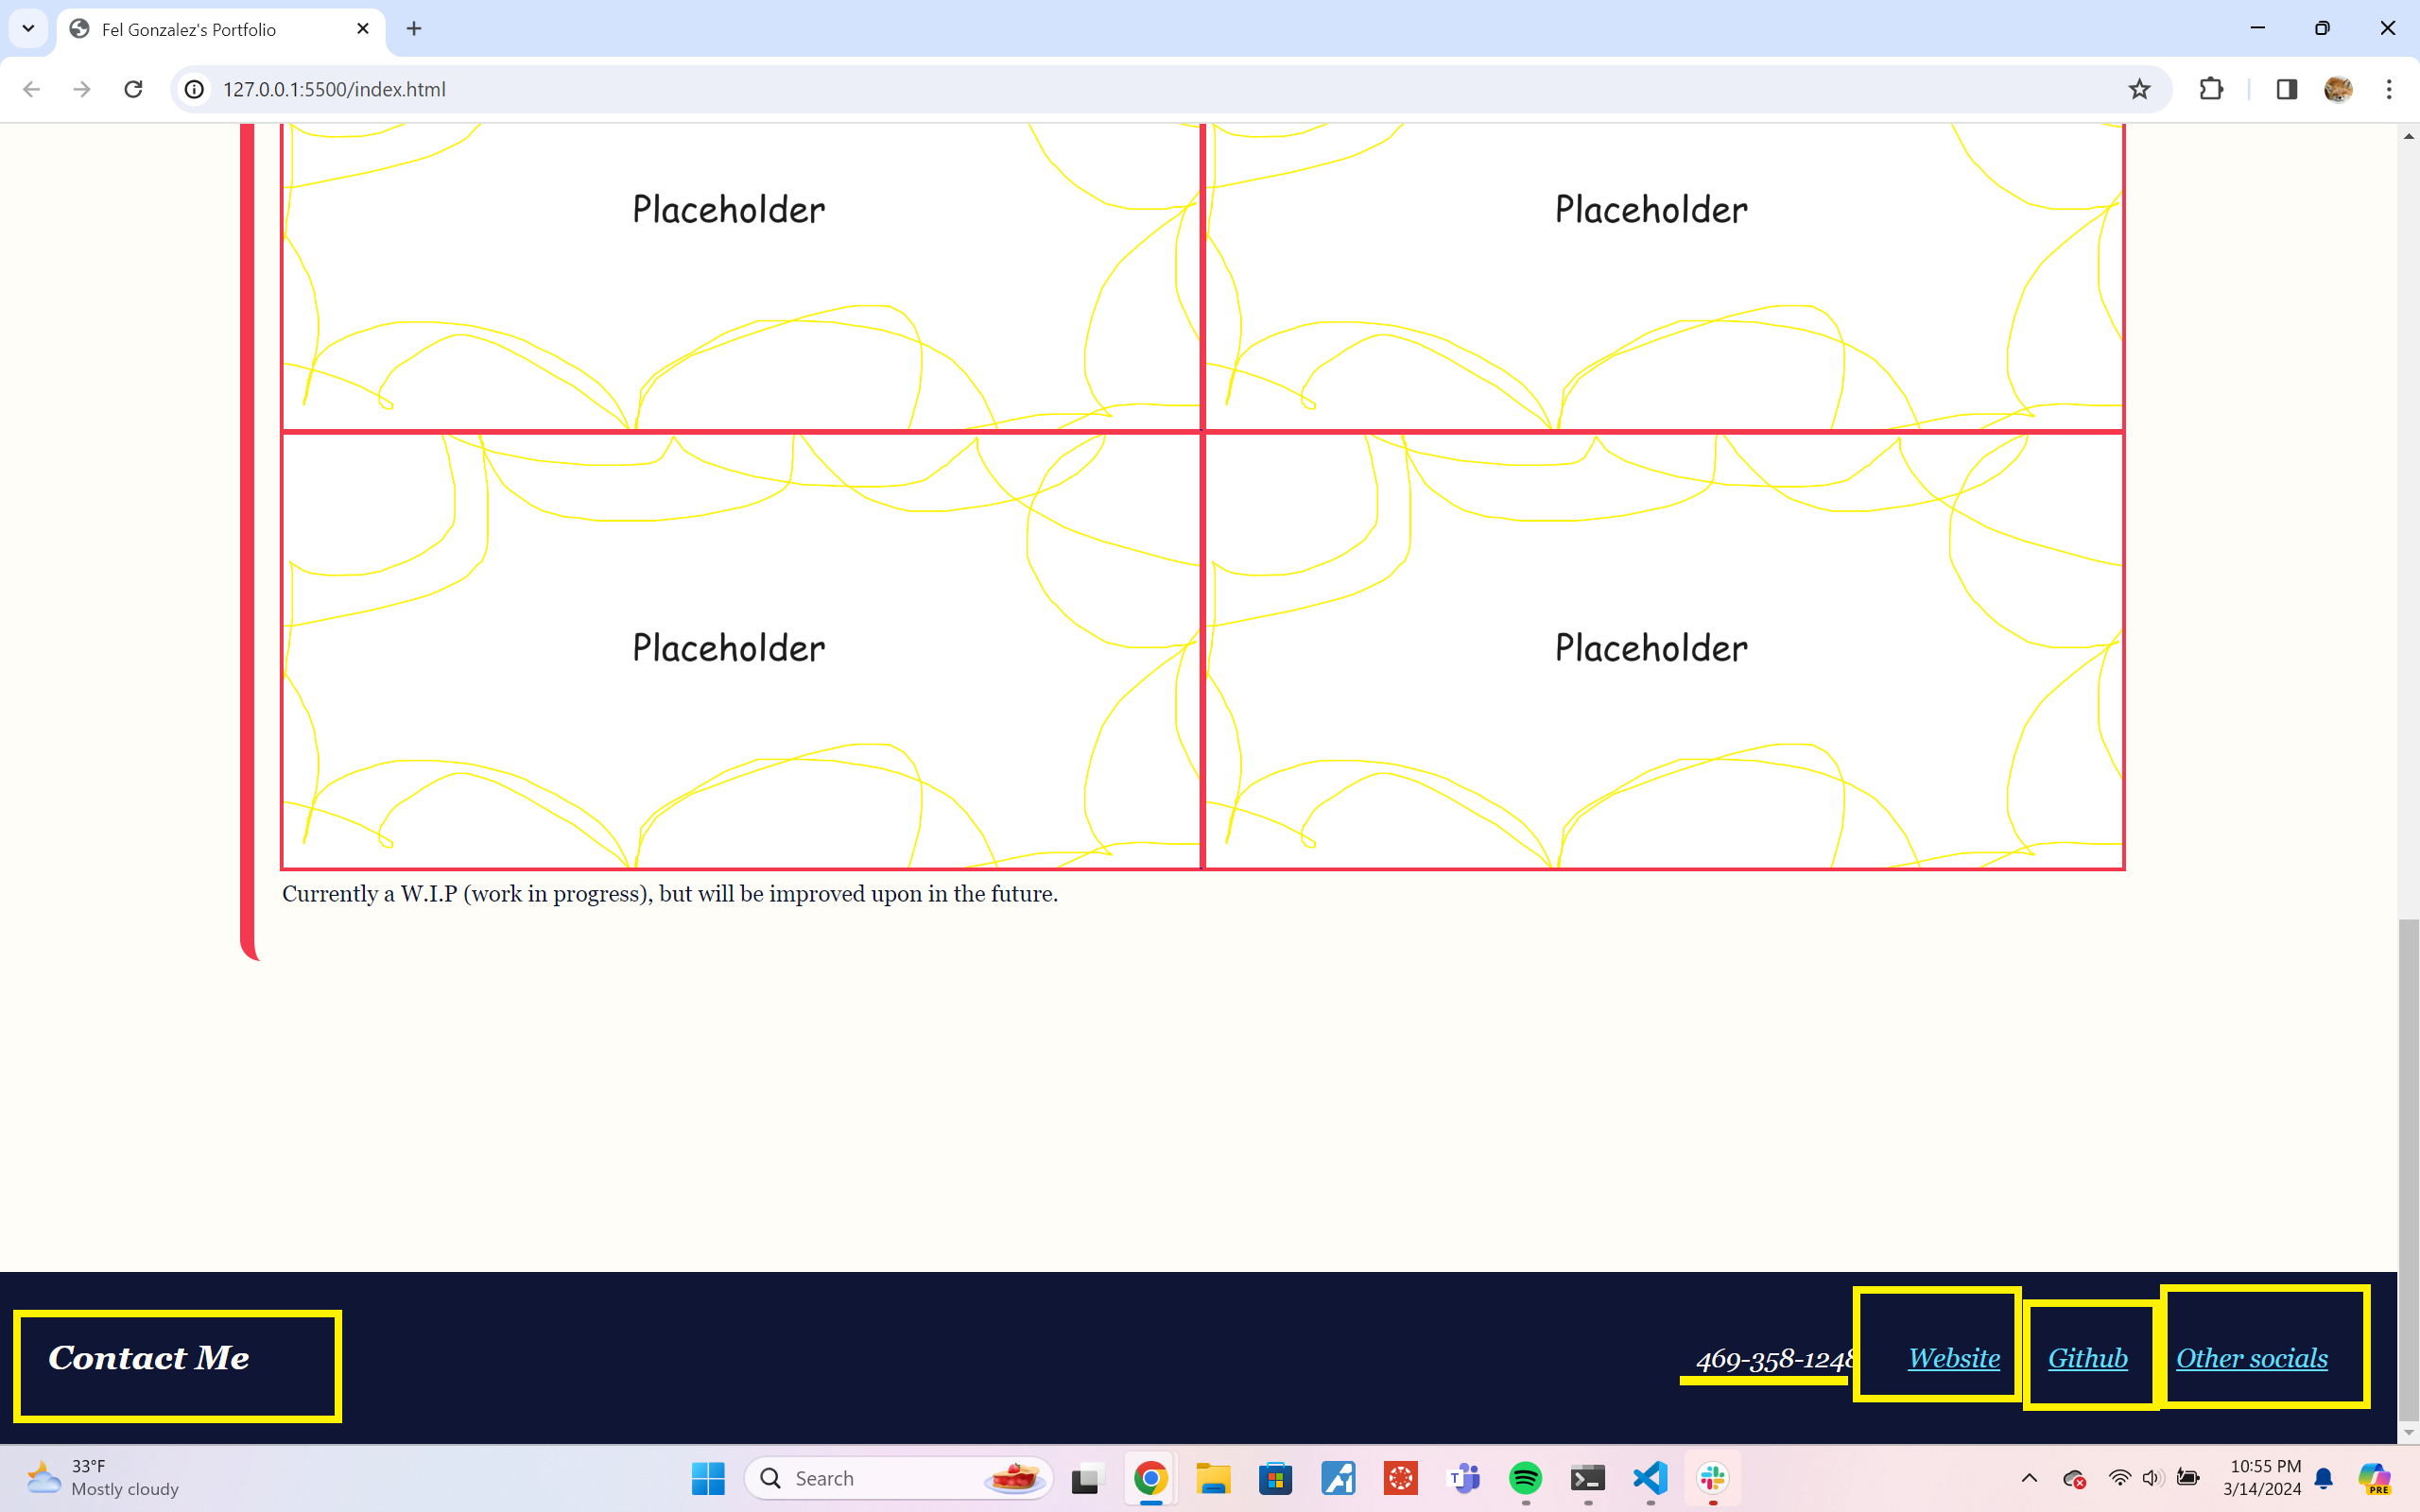 Fel Gonzalez's Portfolio
127.0.0.1:5500/index.html
Placeholder
Placeholder
Placeholder
Placeholder
Currently a W.I.P (work in progress), but will be improved upon in the future.
Contact Me
469-358-1248
Website
Github
Other socials
33°F
Mostly cloudy
Search
10:55 PM
3/14/2024
PRE